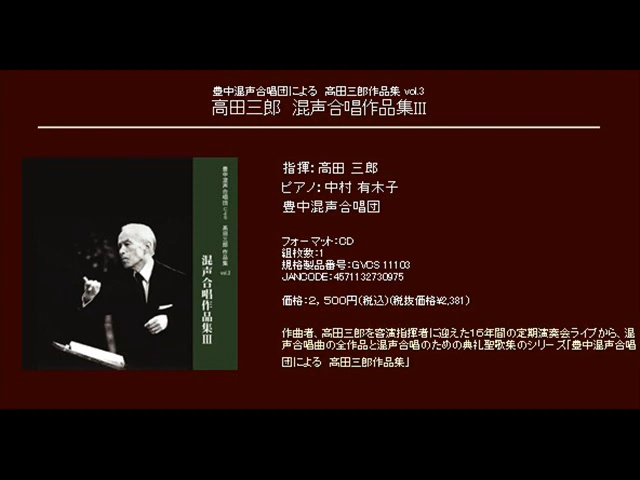 豊中混声合唱団による 高田三郎作品集 vol.3
高田三郎 混声合唱作品集III
指揮：高田 三郎
ピアノ：中村 有木子
豊中混声合唱団
フォーマット：CD
組枚数：1
規格製品番号：GVCS 11103
JANCODE：4571132730975
価格：2，500円(税込)(税抜価格¥2,381)
作曲者、高田三郎を客演指揮者に迎えた16年間の定期演奏会ライブから、混
声合唱曲の全作品と混声合唱のための典礼聖歌集のシリーズ「豊中混声合唱
団による 高田三郎作品集」
豊中混声合唱団による 高田三郎作品集 vol.3
混声合唱作品集III